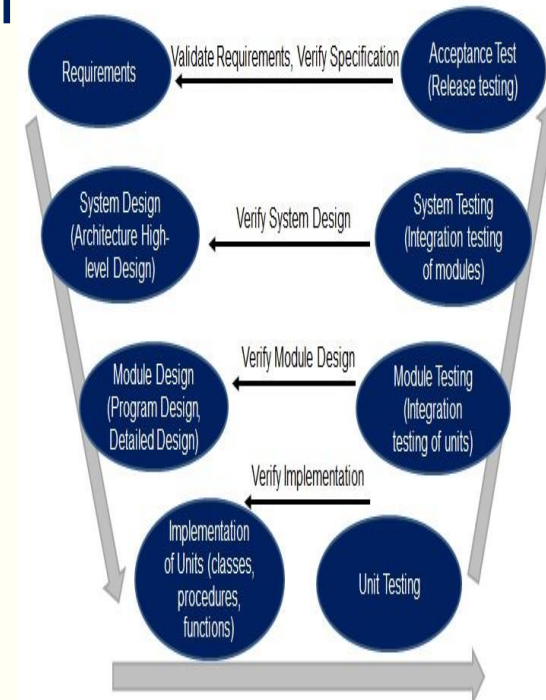 Requirements
Validate Requirements, Verify Specification
Acceptance Test
(Release testing)
System Design
(Architecture High-
level Design)
Verify System Design
System Testing
(Integration testing
of modules)
Module Design
(Program Design,
Detailed Design)
Verify Module Design
Module Testing
(Integration
testing of units)
Verify Implementation
Implementation
of Units (classes,
procedures,
functions)
Unit Testing